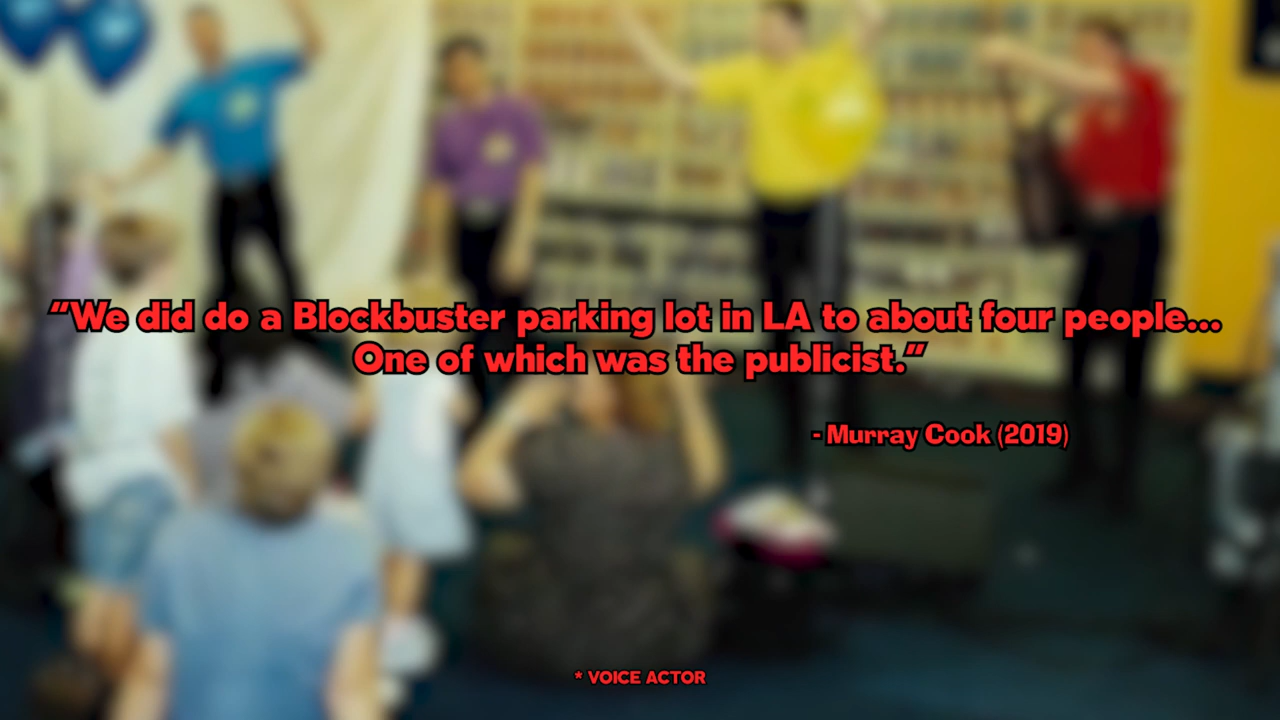 “We did do a Blockbuster parking lot in LA to about four people...
One of which was the publicist.”
- Murray Cook (2019)
* VOICE ACTOR